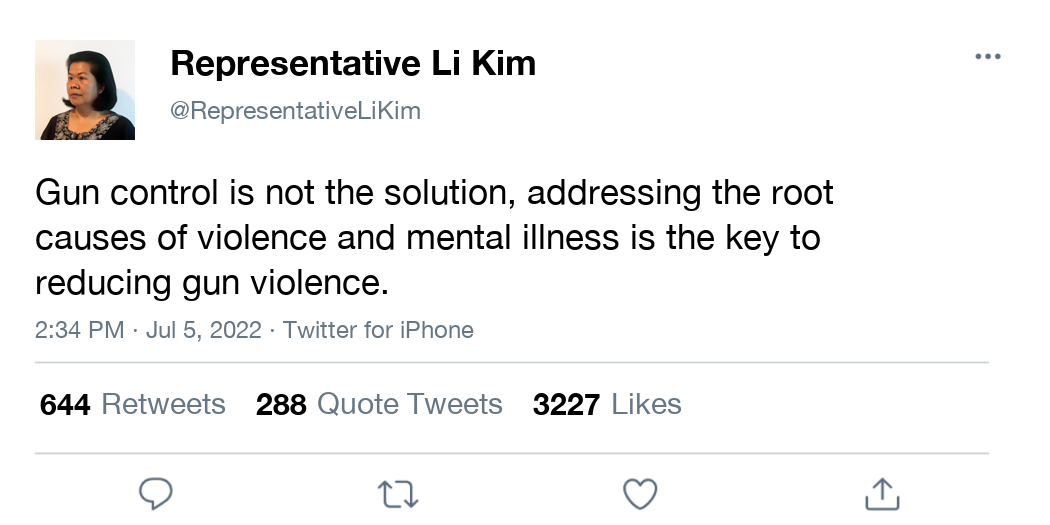 Representative Li Kim
@RepresentativeLiKim
Gun control is not the solution, addressing the root
causes of violence and mental illness is the key to
reducing gun violence.
2:34 PM · Jul 5, 2022 · Twitter for iPhone
644 Retweets 288 Quote Tweets 3227 Likes